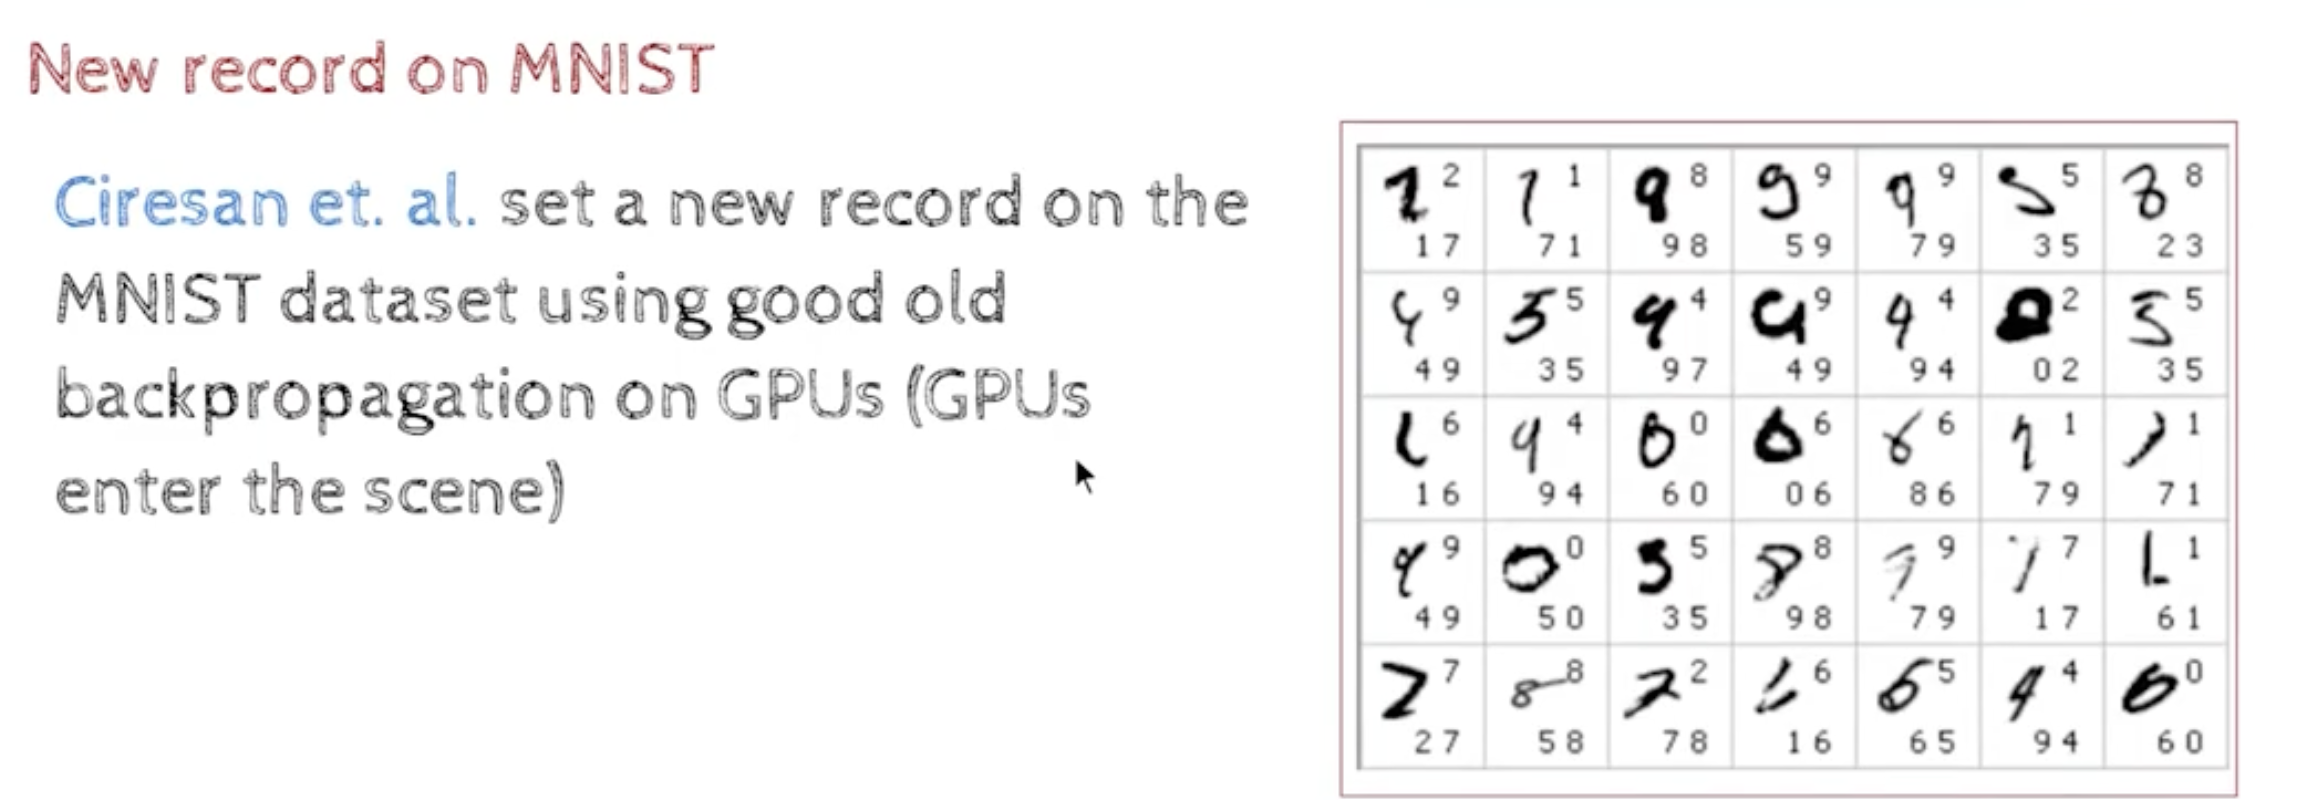 New record on MNIST
Ciresan et. al. set a new record on the
MNIST dataset using good old
backpropagation on GPUs (GPUs
enter the scene)
2 1 8 9 9 5 8
17 71 98 59 79 35 23
9 5 4 9 4 2 5
49 35 97 49 94 02 35
6 4 0 6 6 1 1
16 94 60 06 86 79 71
9 0 5 8 9 7 1
49 50 35 98 79 17 61
7 8 2 6 5 4 0
27 58 78 16 65 94 60